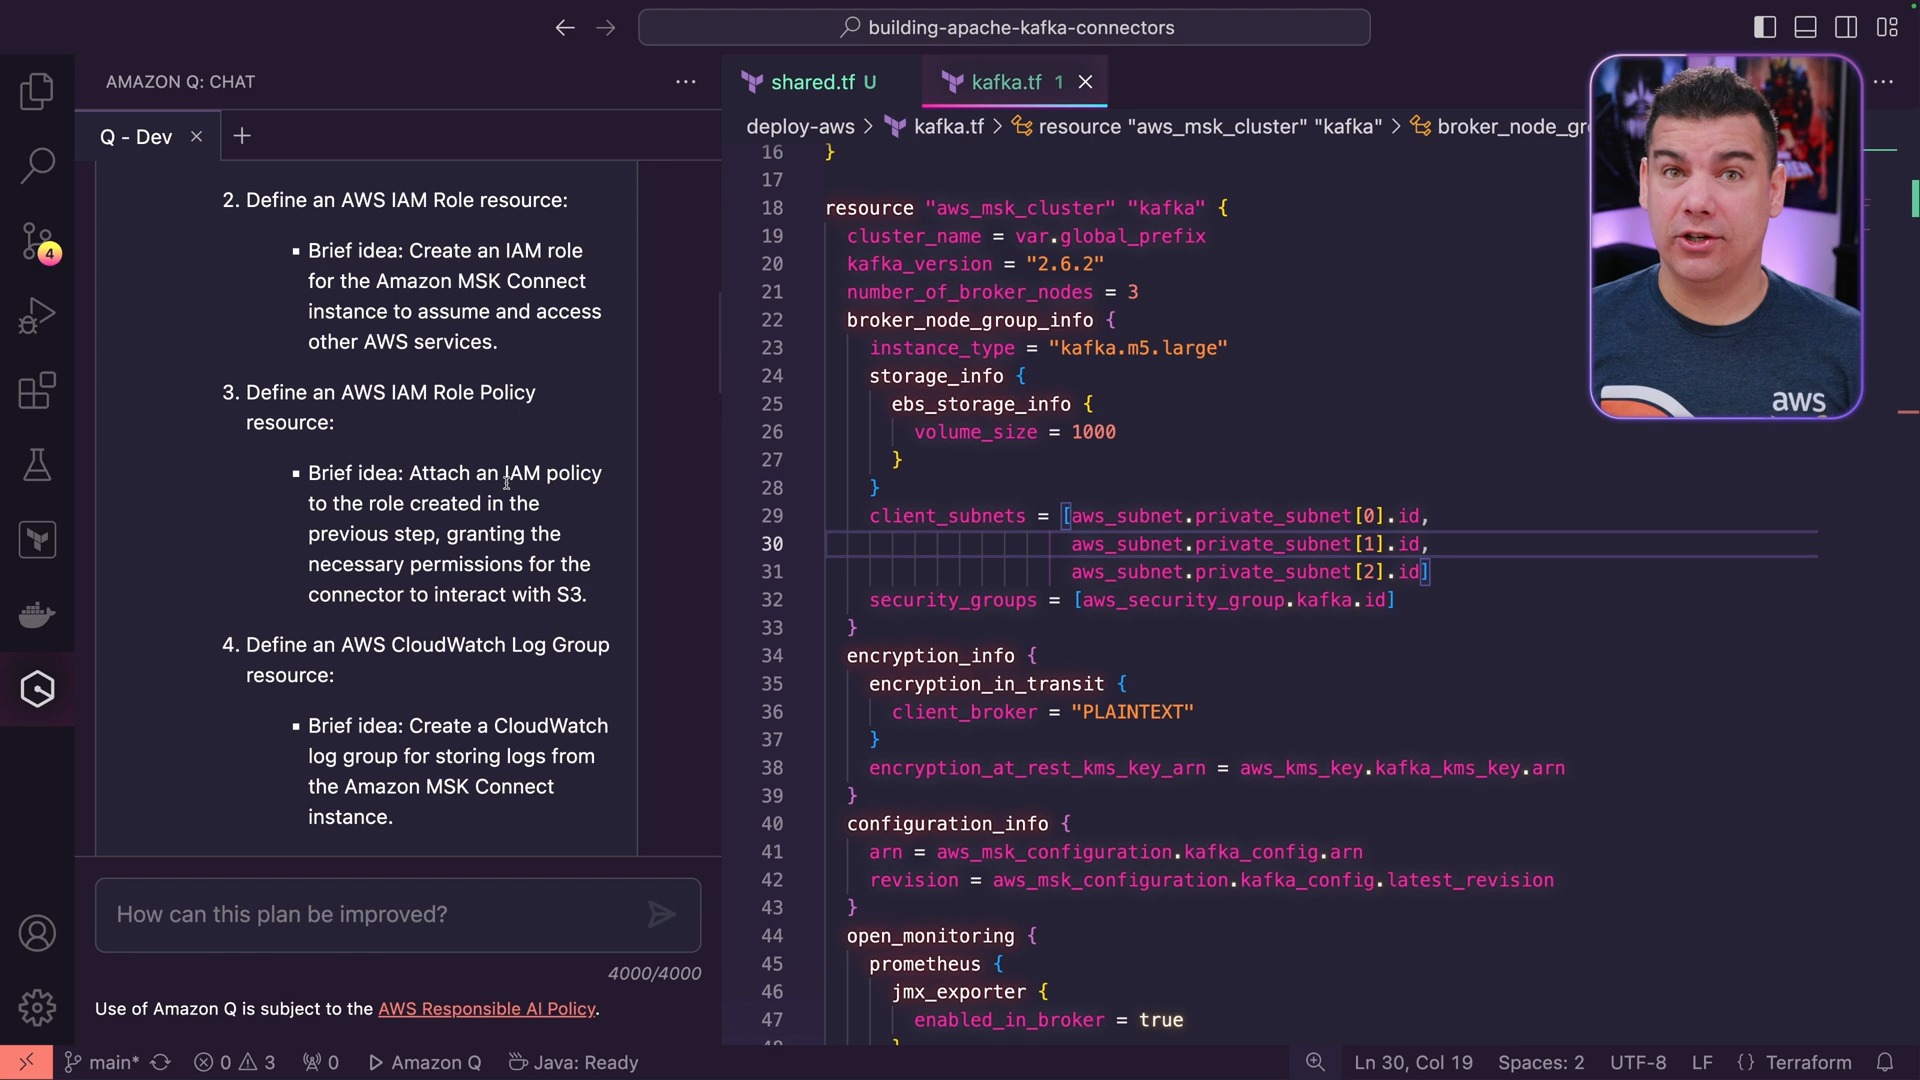 building-apache-kafka-connectors
AMAZON Q: CHAT
shared.tf U
kafka.tf 1
Q - Dev
deploy-aws > kafka.tf > resource "aws_msk_cluster" "kafka" > broker_node_gr
4
2. Define an AWS IAM Role resource:
▪ Brief idea: Create an IAM role
for the Amazon MSK Connect
instance to assume and access
other AWS services.
3. Define an AWS IAM Role Policy
resource:
▪ Brief idea: Attach an IAM policy
to the role created in the
previous step, granting the
necessary permissions for the
connector to interact with S3.
4. Define an AWS CloudWatch Log Group
resource:
▪ Brief idea: Create a CloudWatch
log group for storing logs from
the Amazon MSK Connect
instance.
How can this plan be improved?
4000/4000
Use of Amazon Q is subject to the AWS Responsible AI Policy.
16 }
17
18 resource "aws_msk_cluster" "kafka" {
19 cluster_name = var.global_prefix
20 kafka_version = "2.6.2"
21 number_of_broker_nodes = 3
22 broker_node_group_info {
23 instance_type = "kafka.m5.large"
24 storage_info {
25 ebs_storage_info {
26 volume_size = 1000
27 }
28 }
29 client_subnets = [aws_subnet.private_subnet[0].id,
30 aws_subnet.private_subnet[1].id,
31 aws_subnet.private_subnet[2].id]
32 security_groups = [aws_security_group.kafka.id]
33 }
34 encryption_info {
35 encryption_in_transit {
36 client_broker = "PLAINTEXT"
37 }
38 encryption_at_rest_kms_key_arn = aws_kms_key.kafka_kms_key.arn
39 }
40 configuration_info {
41 arn = aws_msk_configuration.kafka_config.arn
42 revision = aws_msk_configuration.kafka_config.latest_revision
43 }
44 open_monitoring {
45 prometheus {
46 jmx_exporter {
47 enabled_in_broker = true
aws
main* 0 3 0 Amazon Q Java: Ready
Ln 30, Col 19 Spaces: 2 UTF-8 LF {} Terraform